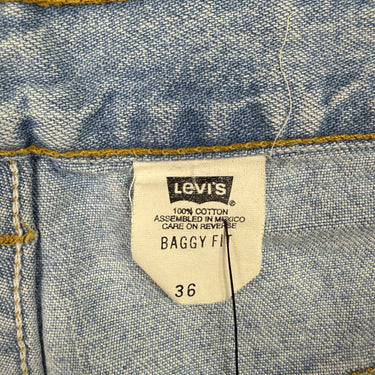 LEVI'S
®
100% COTTON
ASSEMBLED IN MEXICO
CARE ON REVERSE
BAGGY FIT
36